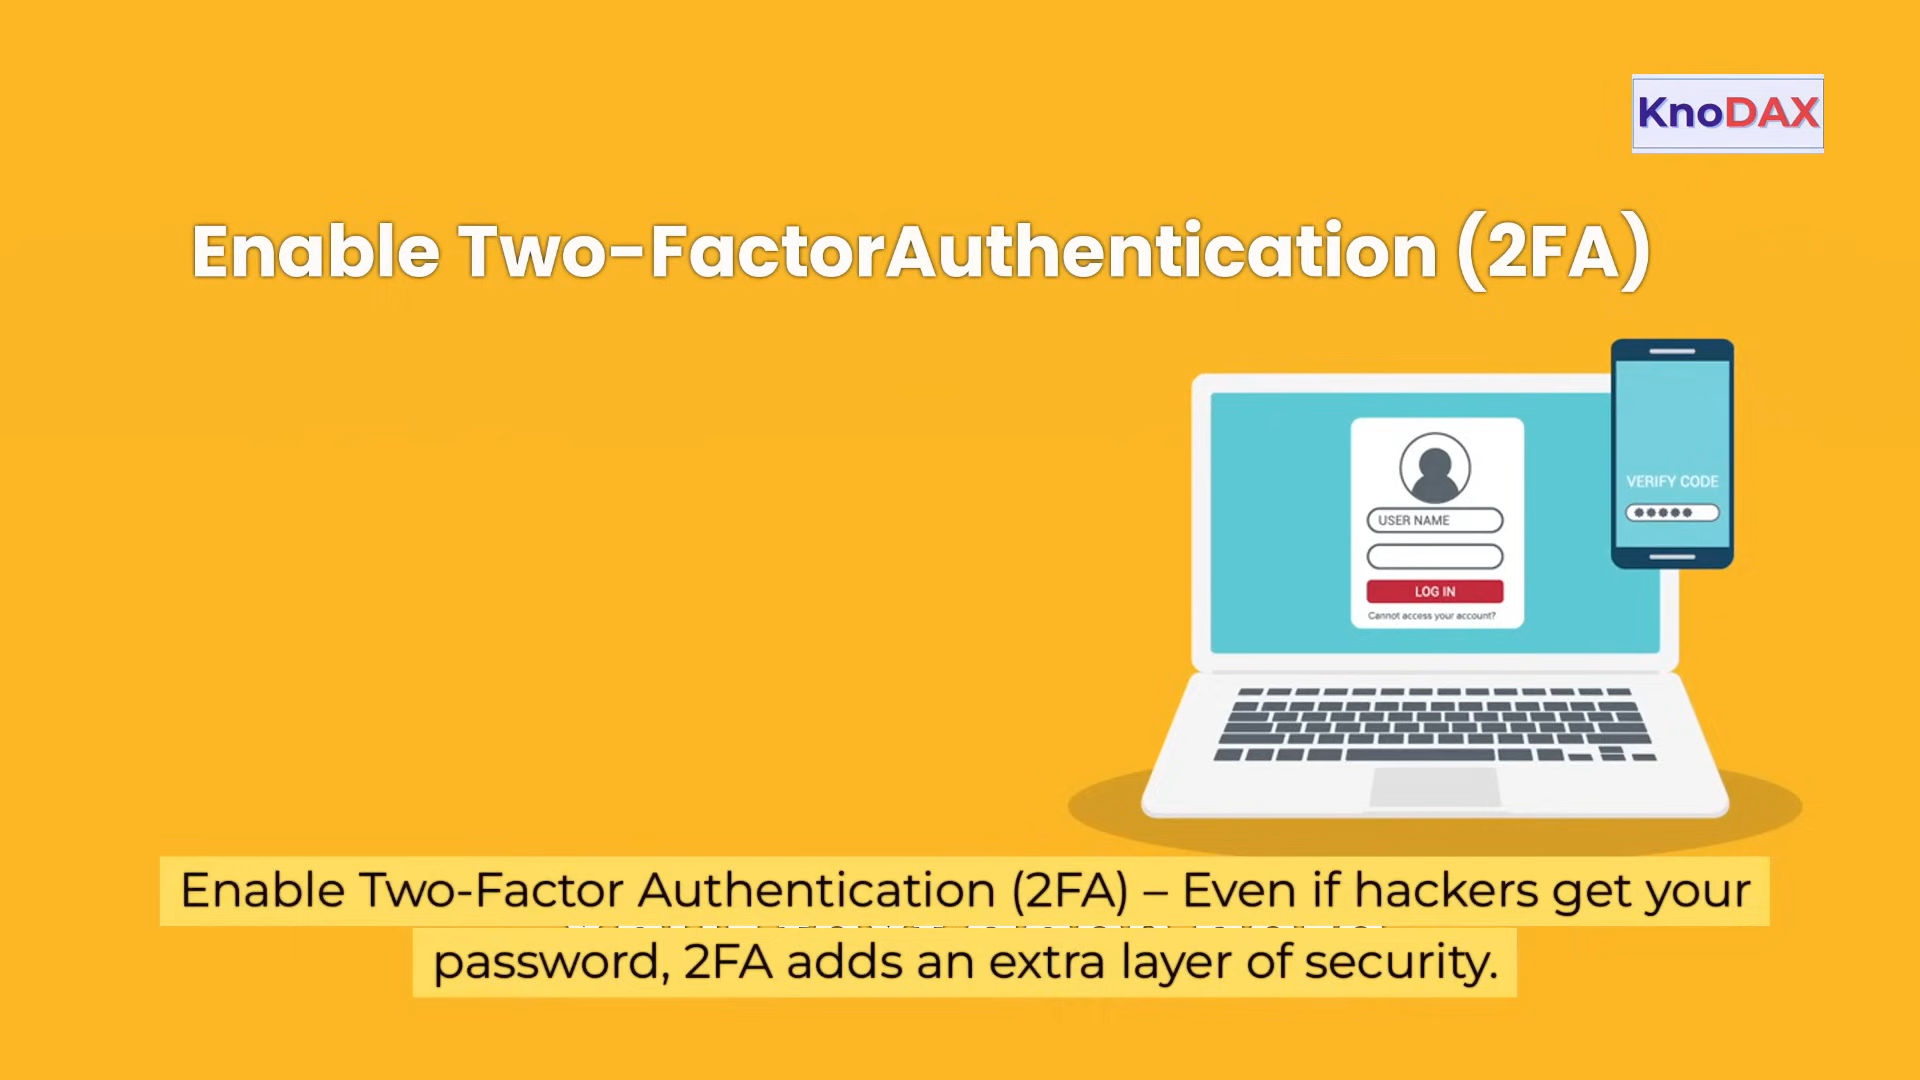 KnoDAX
Enable Two-FactorAuthentication (2FA)
VERIFY CODE
USER NAME
LOG IN
Cannot access your account?
Enable Two-Factor Authentication (2FA) – Even if hackers get your
password, 2FA adds an extra layer of security.